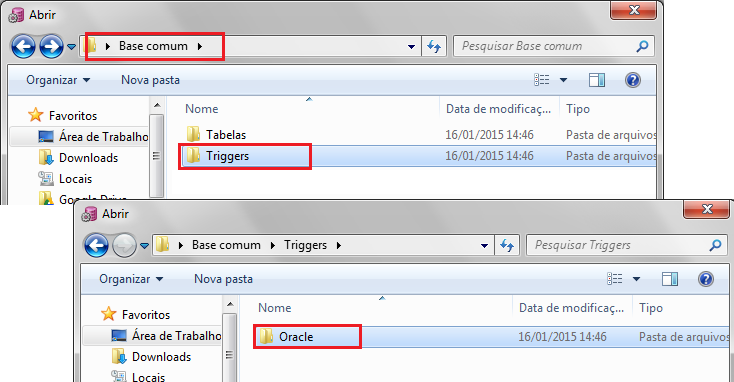 Abrir
Base comum
Pesquisar Base comum
Organizar
Nova pasta
Nome
Data de modificaç...
Tipo
Favoritos
Área de Trabalho
Downloads
Locais
Google Drive
Tabelas
16/01/2015 14:46
Pasta de arquivos
Triggers
16/01/2015 14:46
Pasta de arquivos
Abrir
Base comum
Triggers
Pesquisar Triggers
Organizar
Nova pasta
Nome
Data de modificaç...
Tipo
Favoritos
Área de Trabalho
Downloads
Locais
Oracle
16/01/2015 14:46
Pasta de arquivos